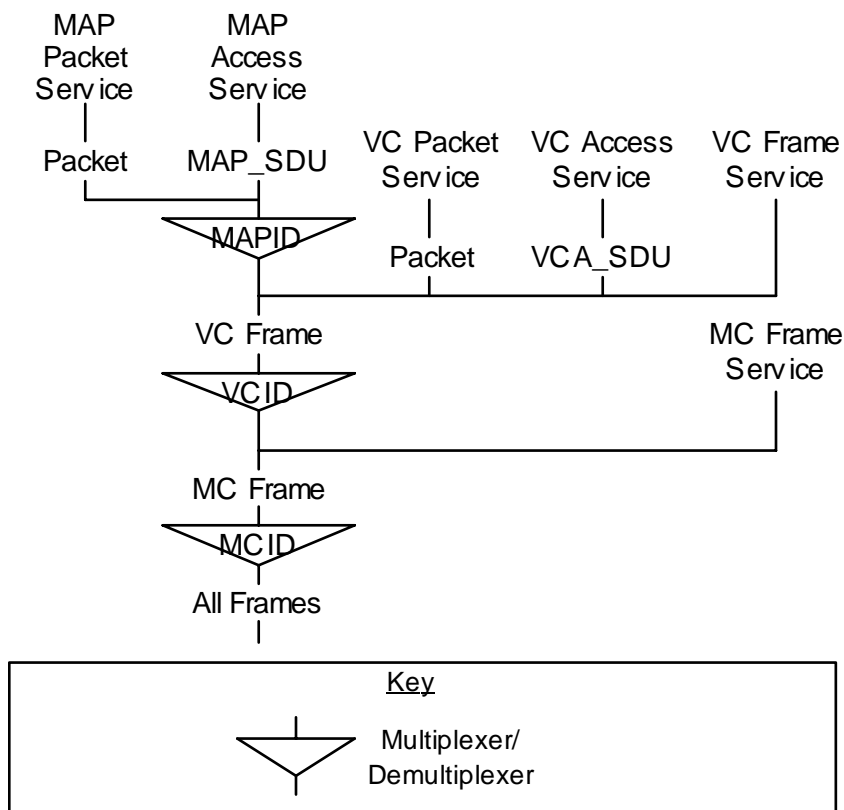 MAP
Packet
Service
MAP
Access
Service
Packet
MAP_SDU
VC Packet
Service
VC Access
Service
VC Frame
Service
MAPID
Packet
VCA_SDU
VC Frame
MC Frame
Service
VCID
MC Frame
MCID
All Frames
Key
Multiplexer/
Demultiplexer